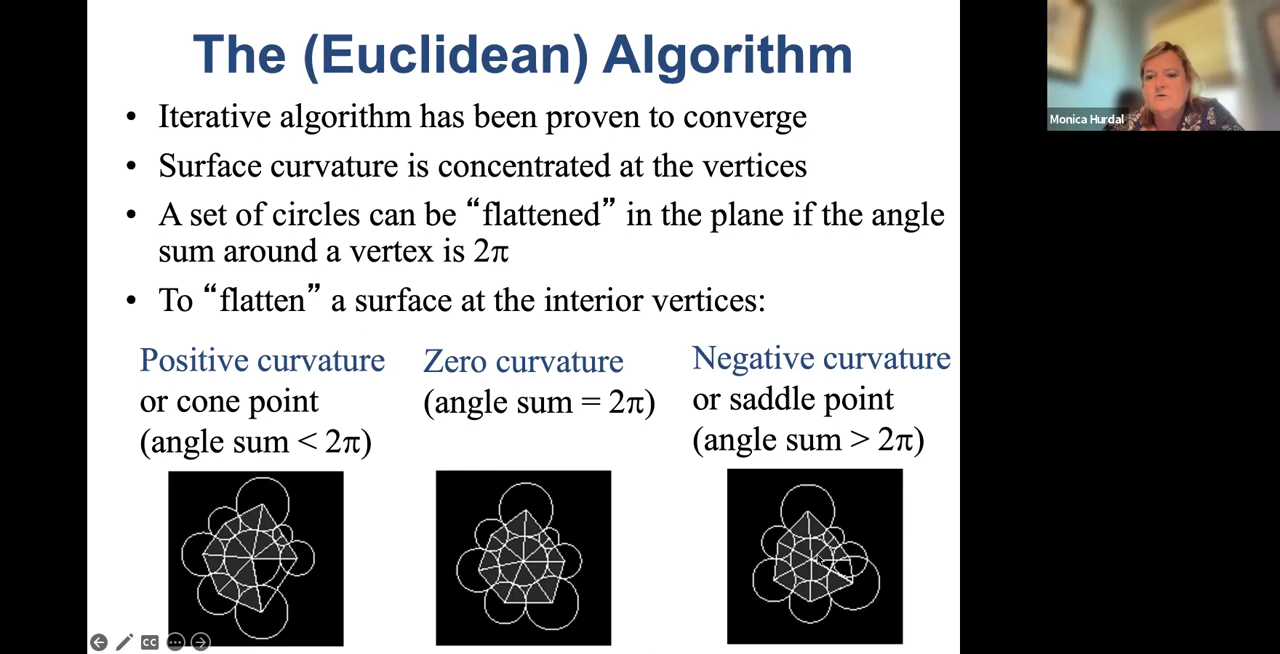 The (Euclidean) Algorithm
• Iterative algorithm has been proven to converge
• Surface curvature is concentrated at the vertices
• A set of circles can be “flattened” in the plane if the angle
sum around a vertex is 2π
• To “flatten” a surface at the interior vertices:
Positive curvature
or cone point
(angle sum < 2π)
Zero curvature
(angle sum = 2π)
Negative curvature
or saddle point
(angle sum > 2π)
Monica Hurdal
CC